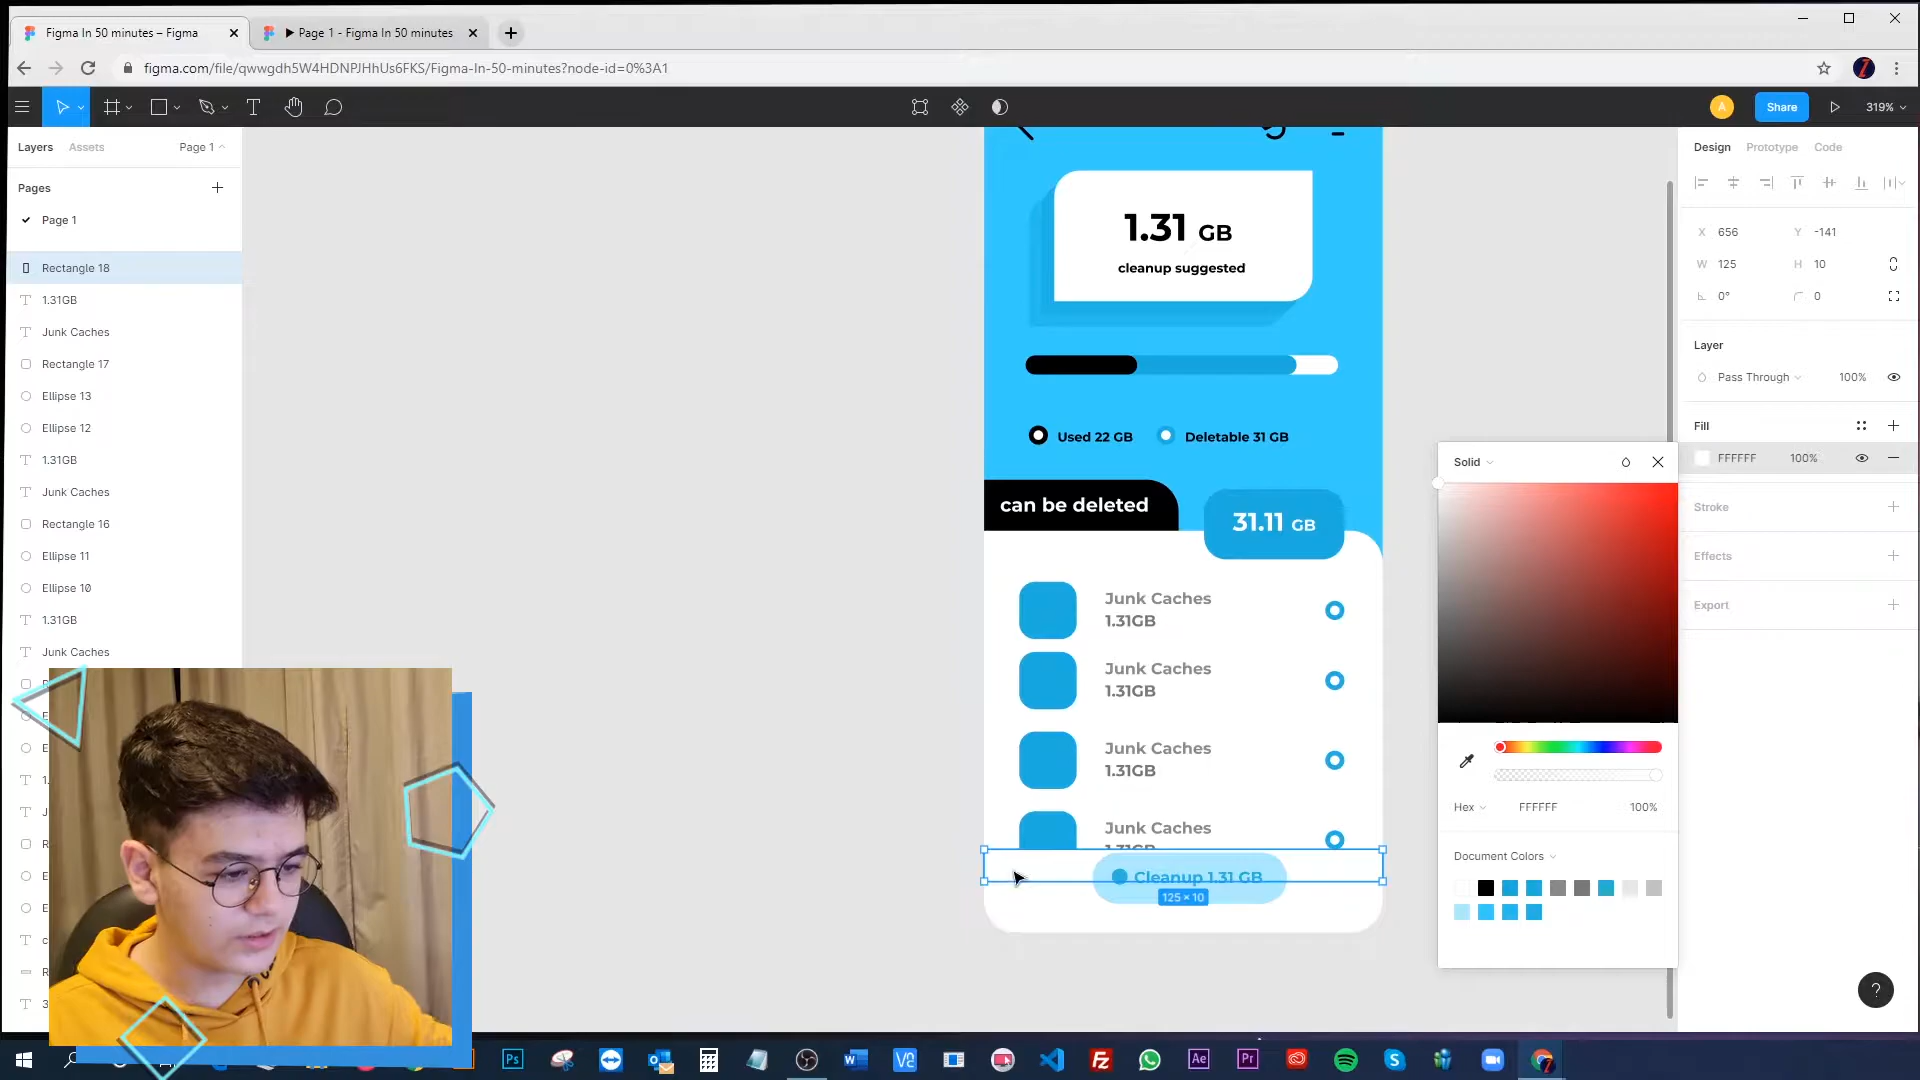 Figma In 50 minutes – Figma
Page 1 - Figma In 50 minutes
figma.com/file/qwwgdh5W4HDNPJHhUs6FKS/Figma-In-50-minutes?node-id=0%3A1
A
Share
319%
Layers
Assets
Page 1
Pages
Page 1
Rectangle 18
1.31GB
Junk Caches
Rectangle 17
Ellipse 13
Ellipse 12
1.31GB
Junk Caches
Rectangle 16
Ellipse 11
Ellipse 10
1.31GB
Junk Caches
1.31 GB
cleanup suggested
Used 22 GB
Deletable 31 GB
can be deleted
31.11 GB
Junk Caches
1.31GB
Junk Caches
1.31GB
Junk Caches
1.31GB
Junk Caches
1.31GB
Cleanup 1.31 GB
125 × 10
Design
Prototype
Code
X 656
Y -141
W 125
H 10
0°
0
Layer
Pass Through
100%
Fill
FFFFFF
100%
Stroke
Effects
Export
Solid
Hex
FFFFFF
100%
Document Colors
?
Ps
Ae
Pr